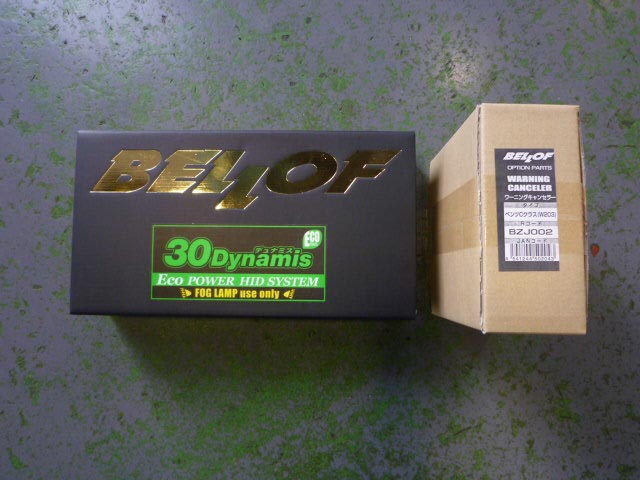 BELLOF
ECO
デュナミス
30Dynamis
Eco POWER HID SYSTEM
FOG LAMP use only
BELLOF
OPTION PARTS
WARNING
CANCELER
ワーニングキャンセラー
タイプ
ベンツCクラス(W203)
Rコード
BZJ002
JANコード